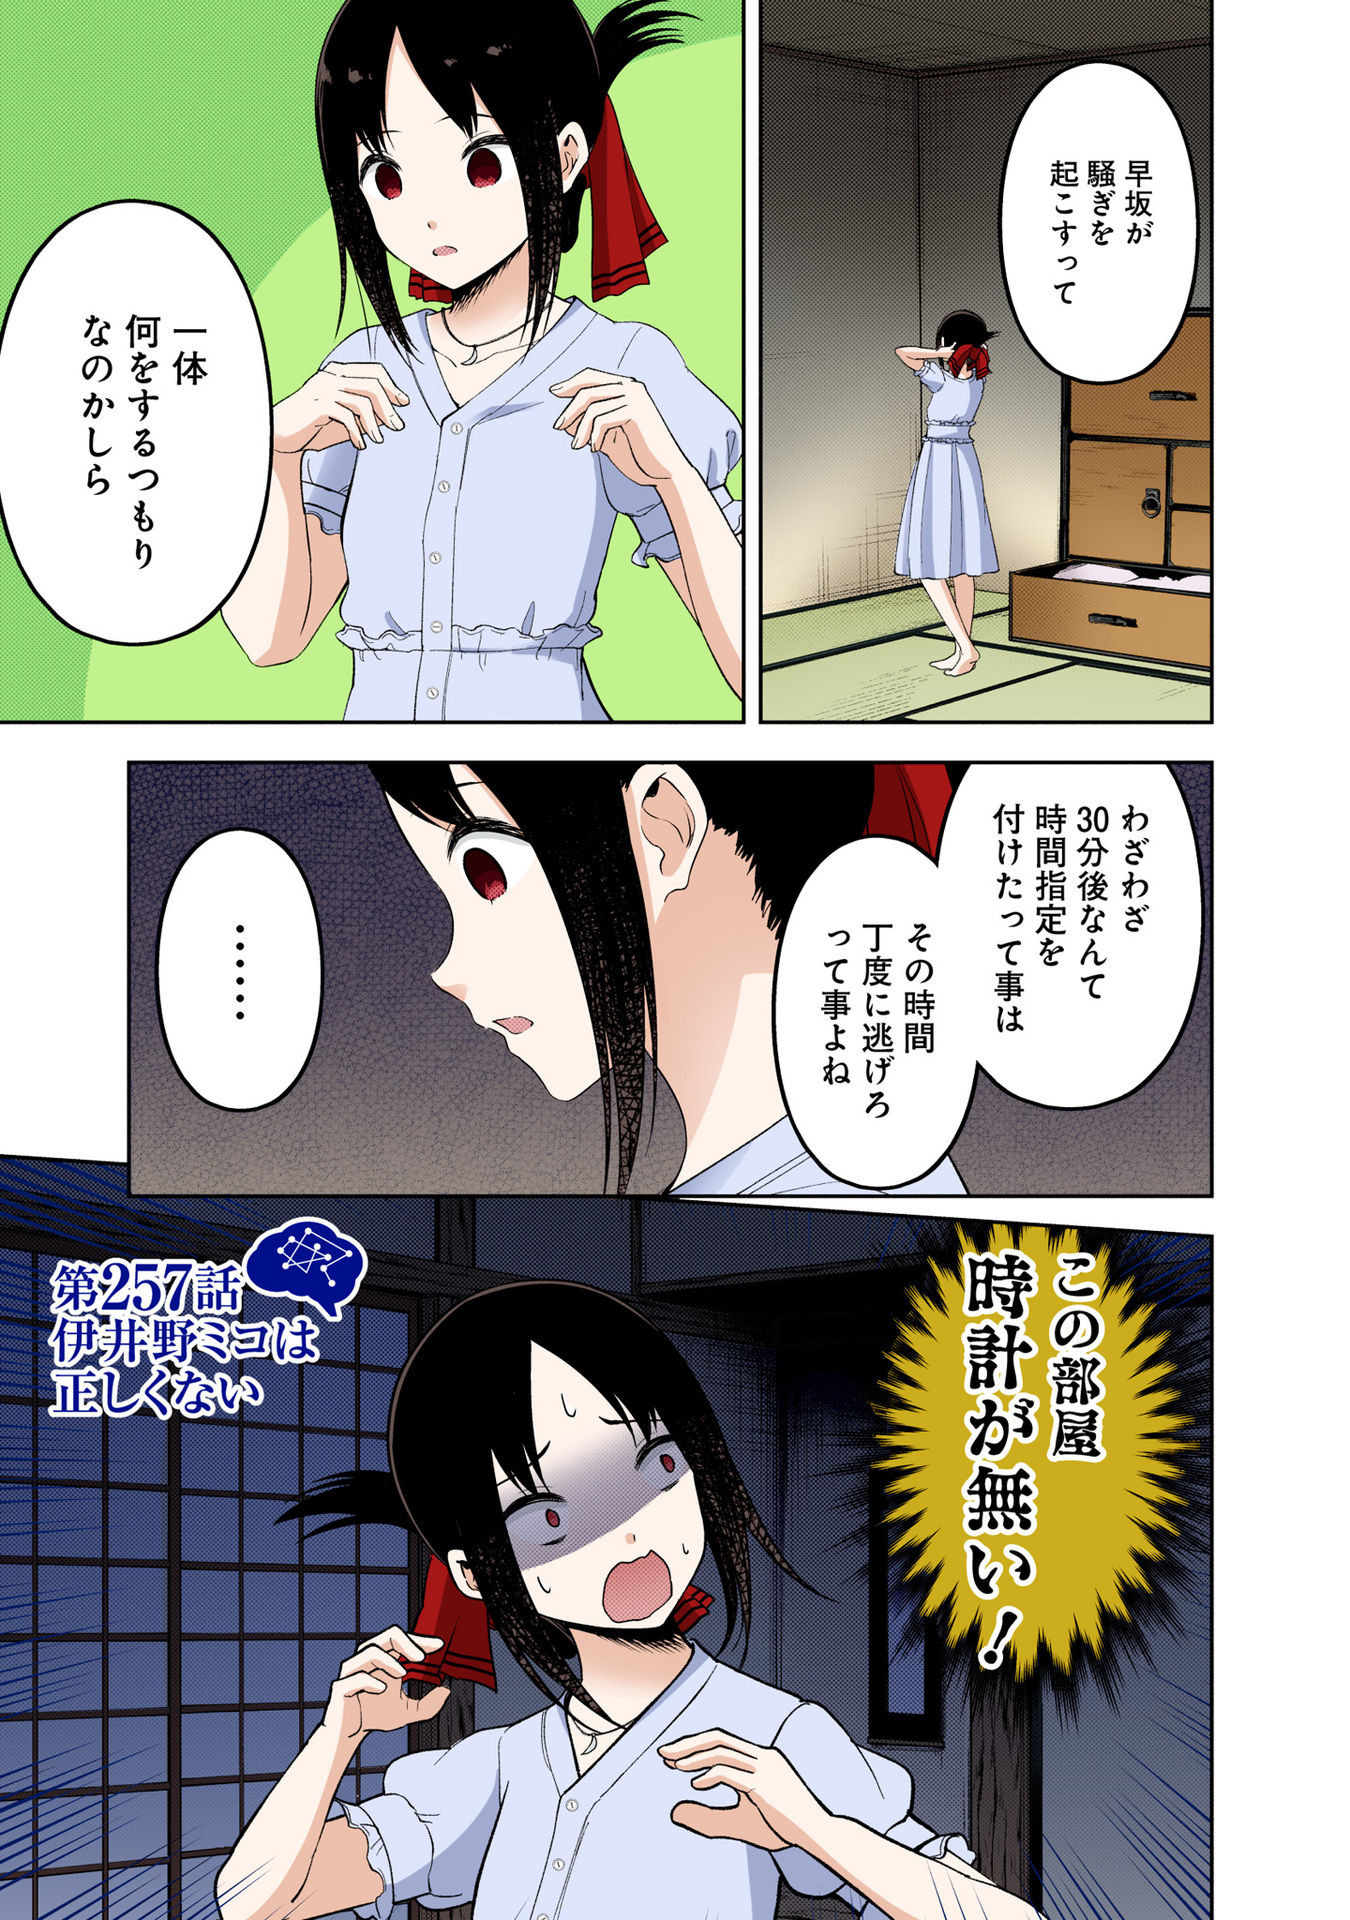 早坂が
騒ぎを
起こすって
一体
何をするつもり
なのかしら
わざわざ
30分後なんて
時間指定を
付けたって事は
その時間
丁度に逃げろ
って事よね
……
この部屋
時計が無い!
第257話
伊井野ミコは
正しくない